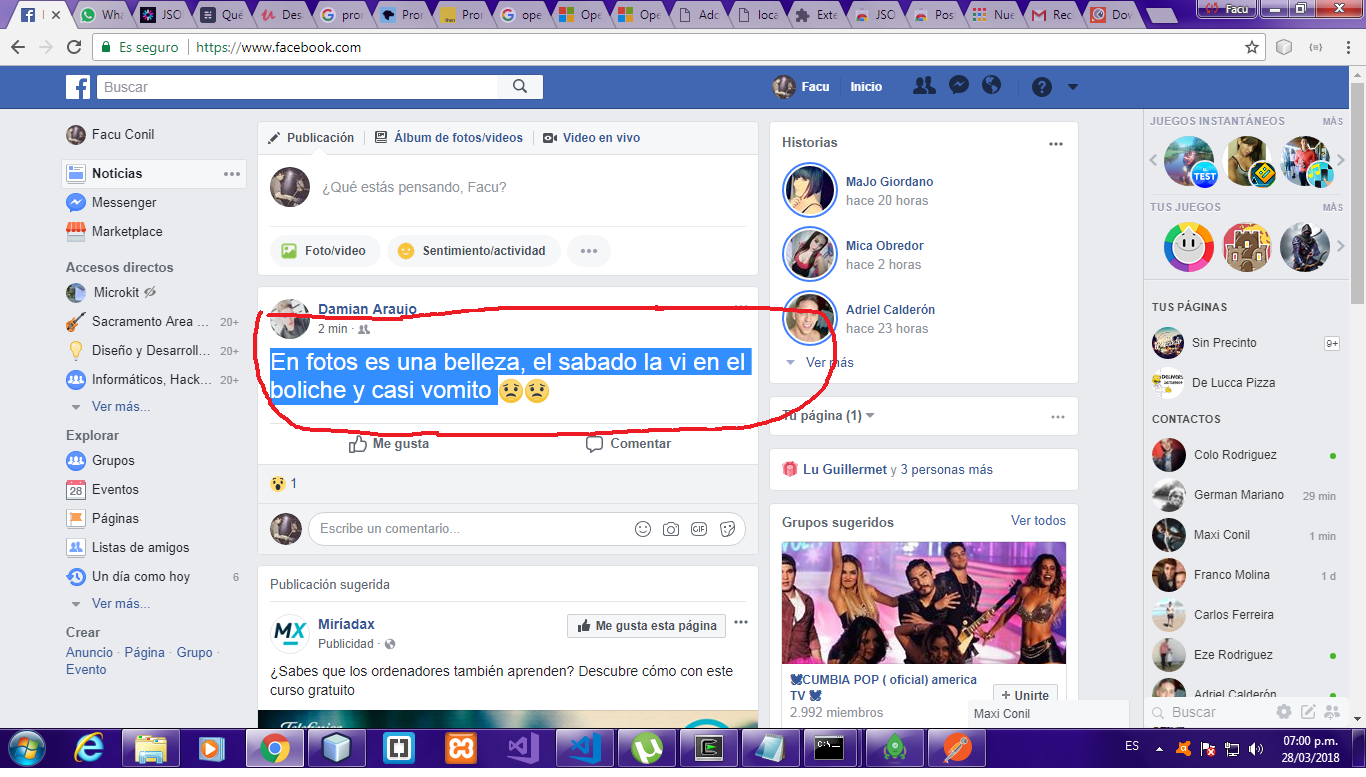 Wha
JSO
Qué
Des
pro
Pro
Pro
ope
Ope
Ope
Adc
loca
Exte
JSO
Pos
Nue
Rec
Dov
Facu
Es seguro
https://www.facebook.com
Buscar
Facu
Inicio
Facu Conil
Noticias
Messenger
Marketplace
Accesos directos
Microkit
Sacramento Area ... 20+
Diseño y Desarroll... 20+
Informáticos, Hack... 20+
Ver más...
Explorar
Grupos
28 Eventos
Páginas
Listas de amigos
Un día como hoy 6
Ver más...
Crear
Anuncio · Página · Grupo ·
Evento
Publicación
Álbum de fotos/videos
Video en vivo
¿Qué estás pensando, Facu?
Foto/video
Sentimiento/actividad
Damian Araujo
2 min ·
En fotos es una belleza, el sabado la vi en el
boliche y casi vomito 😟😟
Me gusta
Comentar
1
Escribe un comentario...
GIF
Publicación sugerida
MX
Miriadax
Publicidad ·
Me gusta esta página
¿Sabes que los ordenadores también aprenden? Descubre cómo con este
curso gratuito
Telefónica
Historias
MaJo Giordano
hace 20 horas
Mica Obredor
hace 2 horas
Adriel Calderón
hace 23 horas
Ver más
Tu página (1)
Lu Guillermet y 3 personas más
Grupos sugeridos
Ver todos
🦋CUMBIA POP ( oficial) america
TV 🦋
2.992 miembros
+ Unirte
Maxi Conil
JUEGOS INSTANTÁNEOS MÁS
TEST
TUS JUEGOS MÁS
TUS PÁGINAS
Sin Precinto 9+
De Lucca Pizza
CONTACTOS
Colo Rodriguez
German Mariano 29 min
Maxi Conil 1 min
Franco Molina 1 d
Carlos Ferreira
Eze Rodriguez
Adriel Calderón
Buscar
ES
07:00 p.m.
28/03/2018